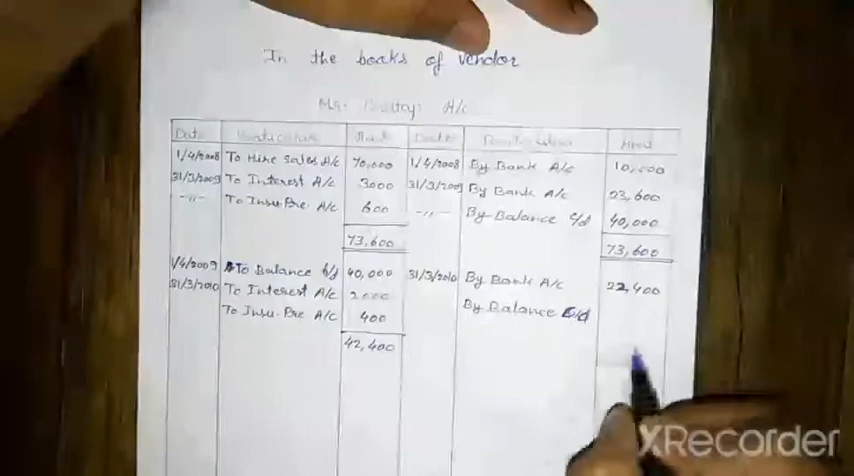 In the books of vendor
Mr. A/c
Date Particulars Amt Date Particulars Amt
1/4/2008 To Hire Sales A/c 70,000 1/4/2008 By Bank A/c 10,000
31/3/2009 To Interest A/c 3000 31/3/2009 By Bank A/c 23,600
-"- To Insu Pre. A/c 600 -"- By Balance c/d 40,000
73,600 73,600
1/4/2009 To Balance b/d 40,000 31/3/2010 By Bank A/c 22,400
31/3/2010 To Interest A/c 2000 By Balance c/d
To Insu. Pre A/c 400
42,400
XRecorder